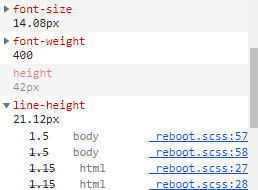 font-size
14.08px
font-weight
400
height
42px
line-height
21.12px
1.5 body reboot.scss:57
1.5 body reboot.scss:58
1.15 html reboot.scss:27
1.15 html reboot.scss:28